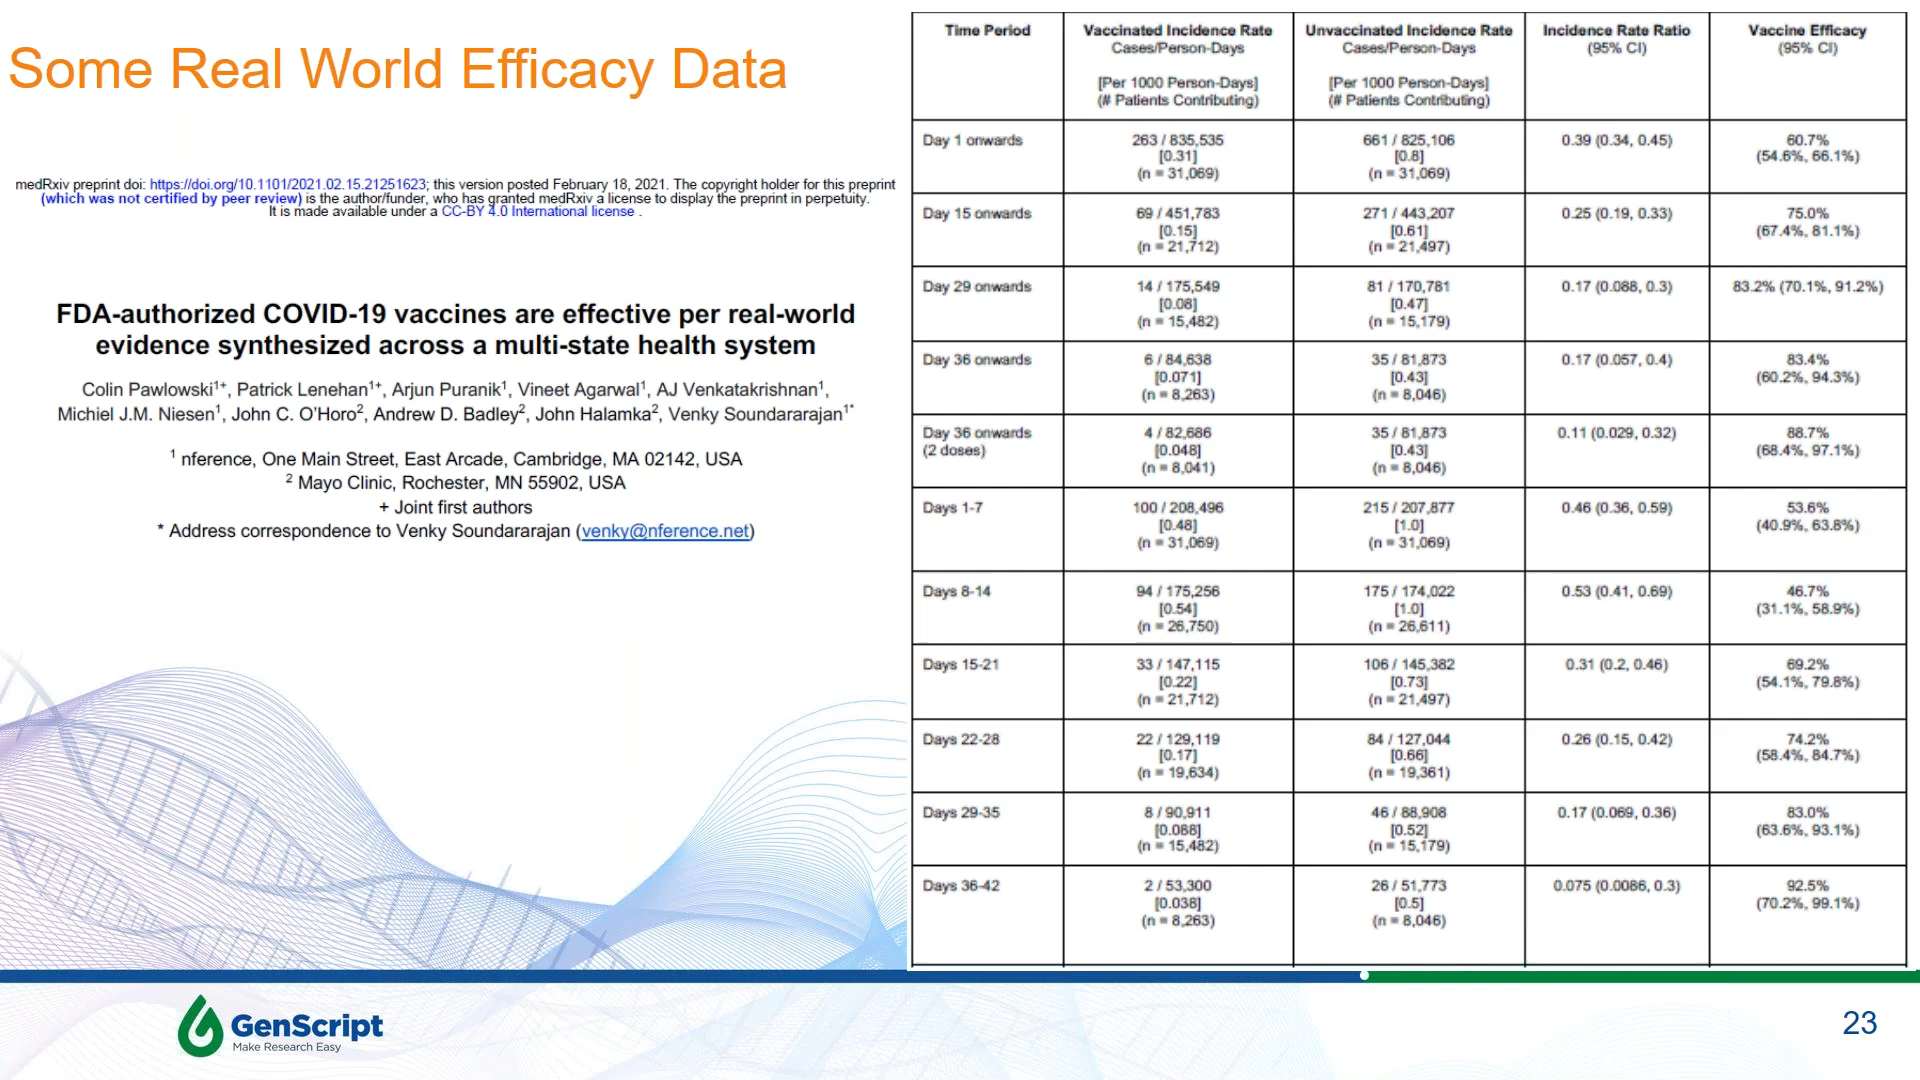 Some Real World Efficacy Data
medRxiv preprint doi: https://doi.org/10.1101/2021.02.15.21251623; this version posted February 18, 2021. The copyright holder for this preprint
(which was not certified by peer review) is the author/funder, who has granted medRxiv a license to display the preprint in perpetuity.
It is made available under a CC-BY 4.0 International license .
FDA-authorized COVID-19 vaccines are effective per real-world
evidence synthesized across a multi-state health system
Colin Pawlowski1+, Patrick Lenehan1+, Arjun Puranik1, Vineet Agarwal1, AJ Venkatakrishnan1,
Michiel J.M. Niesen1, John C. O'Horo2, Andrew D. Badley2, John Halamka2, Venky Soundararajan1*
1 nference, One Main Street, East Arcade, Cambridge, MA 02142, USA
2 Mayo Clinic, Rochester, MN 55902, USA
+ Joint first authors
* Address correspondence to Venky Soundararajan (venky@nference.net)
Time Period
Vaccinated Incidence Rate
Cases/Person-Days
[Per 1000 Person-Days]
(# Patients Contributing)
Unvaccinated Incidence Rate
Cases/Person-Days
[Per 1000 Person-Days]
(# Patients Contributing)
Incidence Rate Ratio
(95% CI)
Vaccine Efficacy
(95% CI)
Day 1 onwards
263 / 835,535
[0.31]
(n = 31,069)
661 / 825,106
[0.8]
(n = 31,069)
0.39 (0.34, 0.45)
60.7%
(54.6%, 66.1%)
Day 15 onwards
69 / 451,783
[0.15]
(n = 21,712)
271 / 443,207
[0.61]
(n = 21,497)
0.25 (0.19, 0.33)
75.0%
(67.4%, 81.1%)
Day 29 onwards
14 / 175,549
[0.08]
(n = 15,482)
81 / 170,781
[0.47]
(n = 15,179)
0.17 (0.088, 0.3)
83.2% (70.1%, 91.2%)
Day 36 onwards
6 / 84,638
[0.071]
(n = 8,263)
35 / 81,873
[0.43]
(n = 8,046)
0.17 (0.057, 0.4)
83.4%
(60.2%, 94.3%)
Day 36 onwards
(2 doses)
4 / 82,686
[0.048]
(n = 8,041)
35 / 81,873
[0.43]
(n = 8,046)
0.11 (0.029, 0.32)
88.7%
(68.4%, 97.1%)
Days 1-7
100 / 208,496
[0.48]
(n = 31,069)
215 / 207,877
[1.0]
(n = 31,069)
0.46 (0.36, 0.59)
53.6%
(40.9%, 63.8%)
Days 8-14
94 / 175,256
[0.54]
(n = 26,750)
175 / 174,022
[1.0]
(n = 26,611)
0.53 (0.41, 0.69)
46.7%
(31.1%, 58.9%)
Days 15-21
33 / 147,115
[0.22]
(n = 21,712)
106 / 145,382
[0.73]
(n = 21,497)
0.31 (0.2, 0.46)
69.2%
(54.1%, 79.8%)
Days 22-28
22 / 129,119
[0.17]
(n = 19,634)
84 / 127,044
[0.66]
(n = 19,361)
0.26 (0.15, 0.42)
74.2%
(58.4%, 84.7%)
Days 29-35
8 / 90,911
[0.088]
(n = 15,482)
46 / 88,908
[0.52]
(n = 15,179)
0.17 (0.069, 0.36)
83.0%
(63.6%, 93.1%)
Days 36-42
2 / 53,300
[0.038]
(n = 8,263)
26 / 51,773
[0.5]
(n = 8,046)
0.075 (0.0086, 0.3)
92.5%
(70.2%, 99.1%)
GenScript
Make Research Easy
23